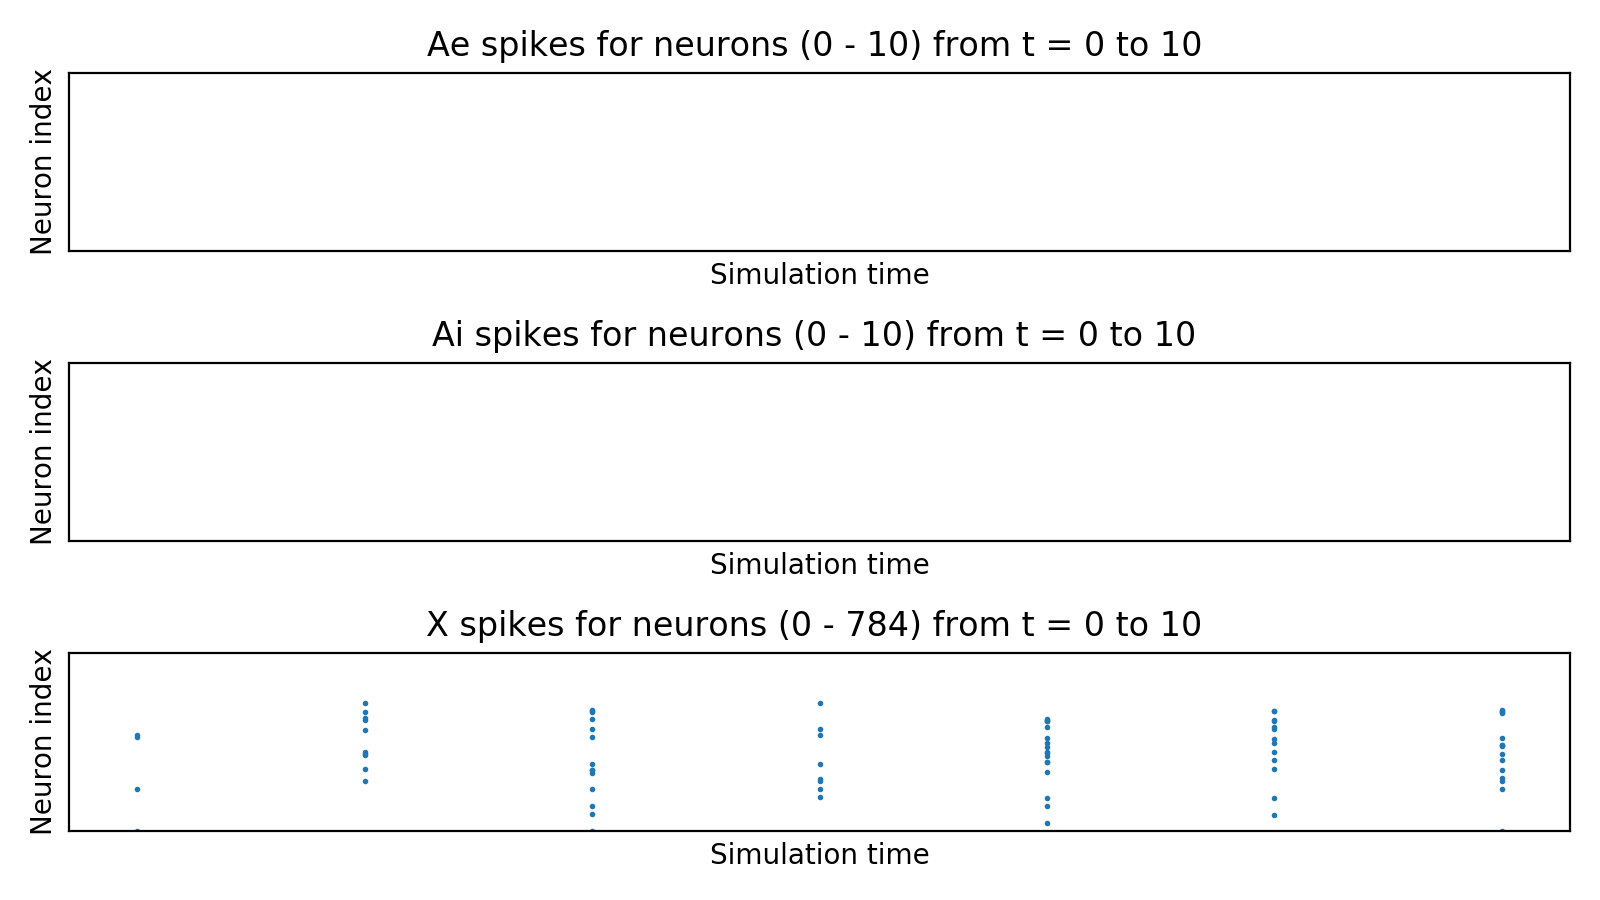 Ae spikes for neurons (0 - 10) from t = 0 to 10
Neuron index
Simulation time
Ai spikes for neurons (0 - 10) from t = 0 to 10
Neuron index
Simulation time
X spikes for neurons (0 - 784) from t = 0 to 10
Neuron index
Simulation time